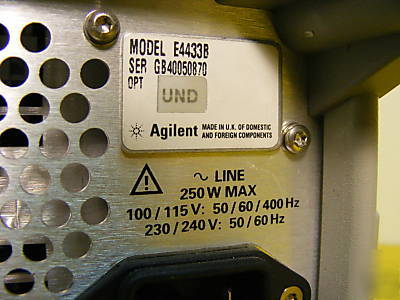 MODEL E4433B
SER GB40050870
OPT
UND
Agilent MADE IN U.K. OF DOMESTIC
AND FOREIGN COMPONENTS
~ LINE
250 W MAX
100 / 115 V: 50 / 60 / 400 Hz
230 / 240 V: 50 / 60 Hz